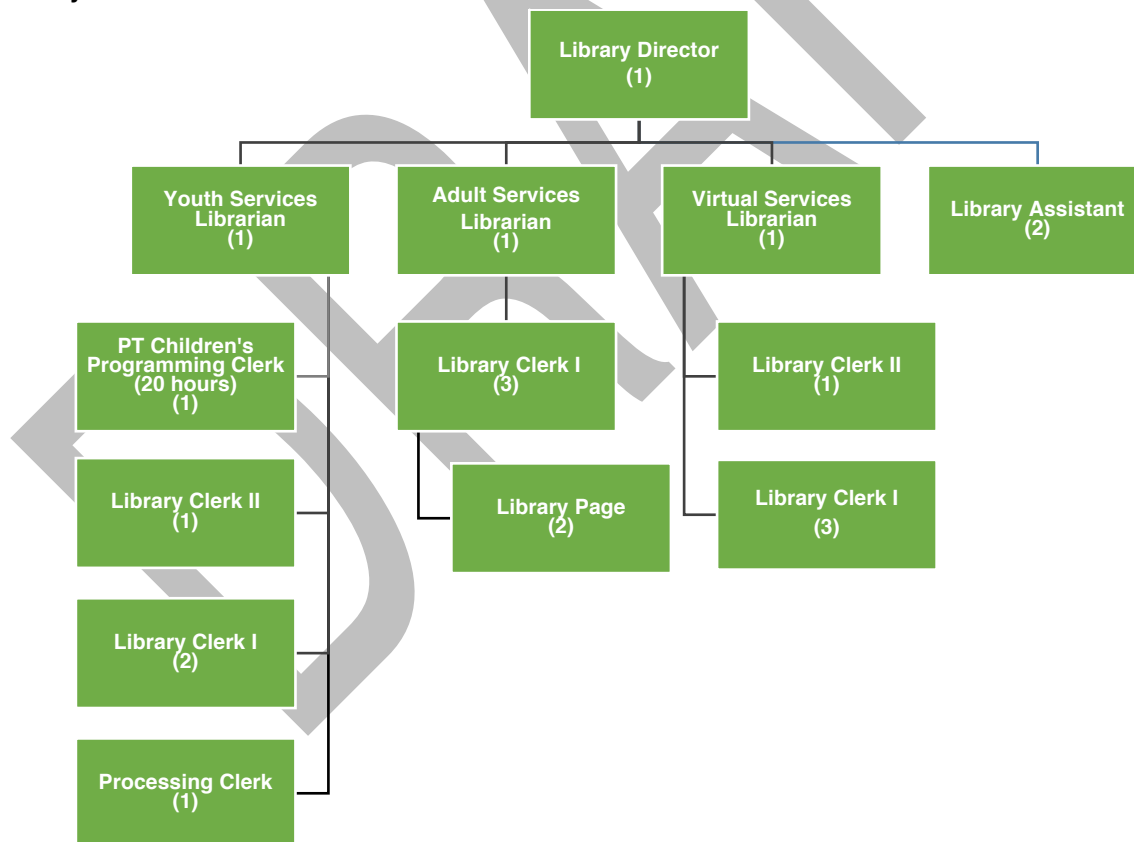 Library Director
(1)
Youth Services
Librarian
(1)
Adult Services
Librarian
(1)
Virtual Services
Librarian
(1)
Library Assistant
(2)
PT Children's
Programming Clerk
(20 hours)
(1)
Library Clerk I
(3)
Library Clerk II
(1)
Library Clerk II
(1)
Library Page
(2)
Library Clerk I
(3)
Library Clerk I
(2)
Processing Clerk
(1)